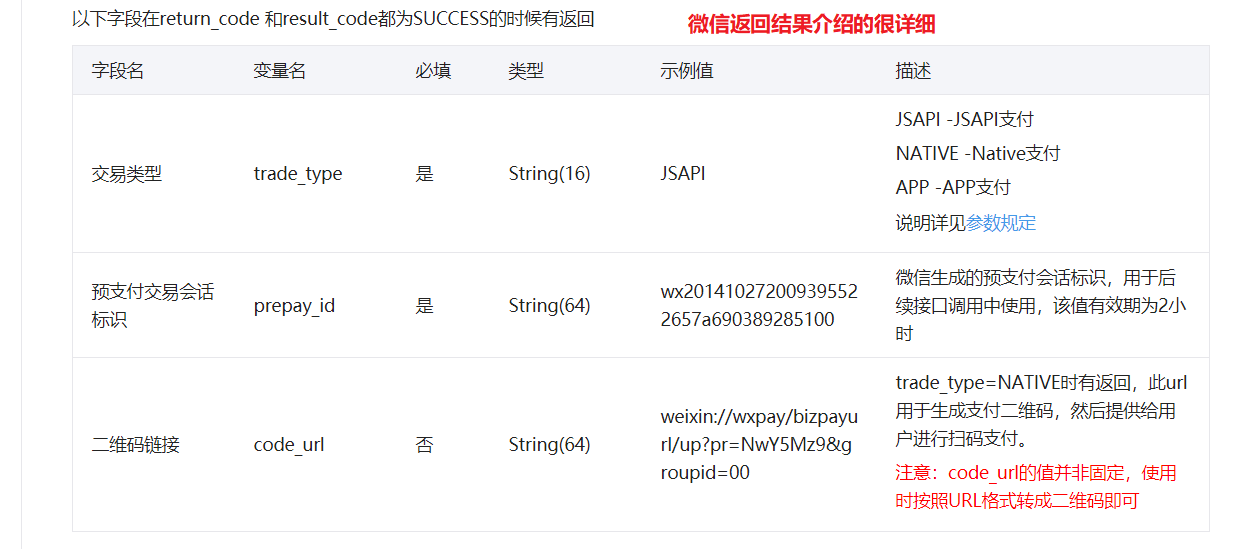 以下字段在return_code 和result_code都为SUCCESS的时候有返回
微信返回结果介绍的很详细
字段名 变量名 必填 类型 示例值 描述
交易类型 trade_type 是 String(16) JSAPI
JSAPI -JSAPI支付
NATIVE -Native支付
APP -APP支付
说明详见参数规定
预支付交易会话
标识
prepay_id 是 String(64)
wx20141027200939552
2657a690389285100
微信生成的预支付会话标识，用于后
续接口调用中使用，该值有效期为2小
时
二维码链接 code_url 否 String(64)
weixin://wxpay/bizpayu
rl/up?pr=NwY5Mz9&g
roupid=00
trade_type=NATIVE时有返回，此url
用于生成支付二维码，然后提供给用
户进行扫码支付。
注意：code_url的值并非固定，使用
时按照URL格式转成二维码即可